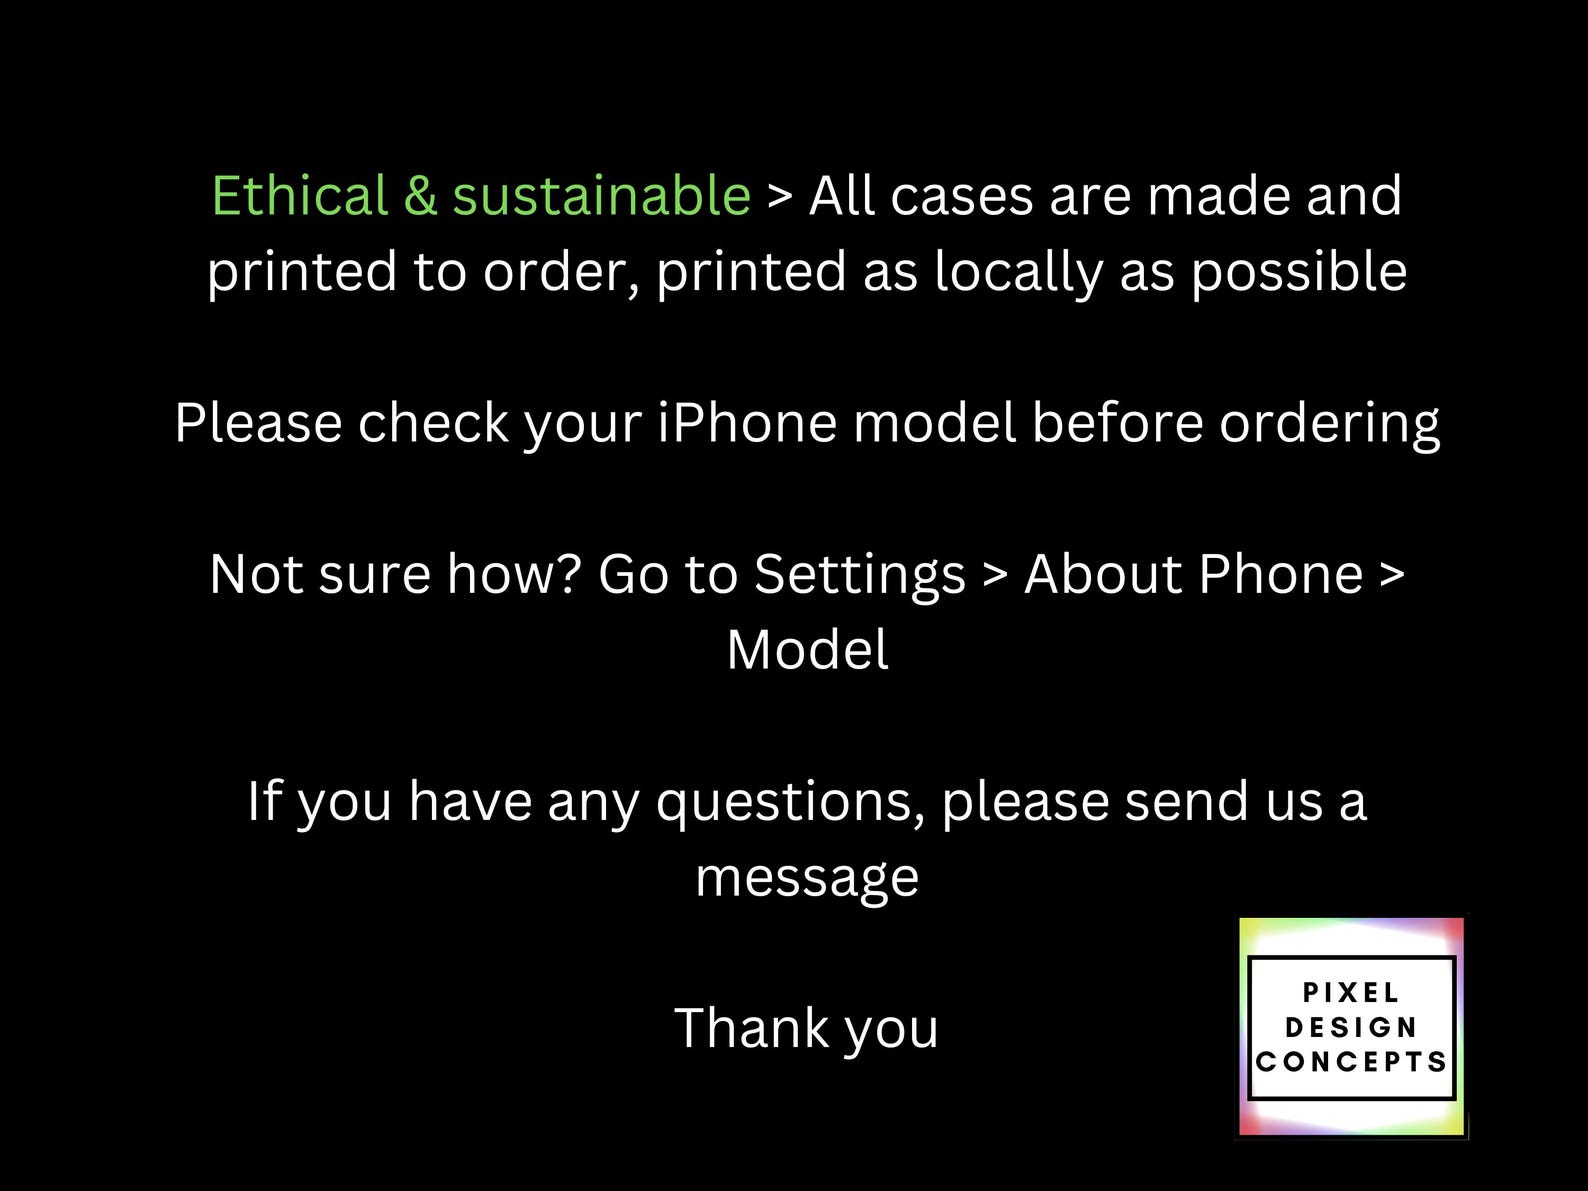 Ethical & sustainable > All cases are made and
printed to order, printed as locally as possible
Please check your iPhone model before ordering
Not sure how? Go to Settings > About Phone >
Model
If you have any questions, please send us a
message
Thank you
PIXEL
DESIGN
CONCEPTS